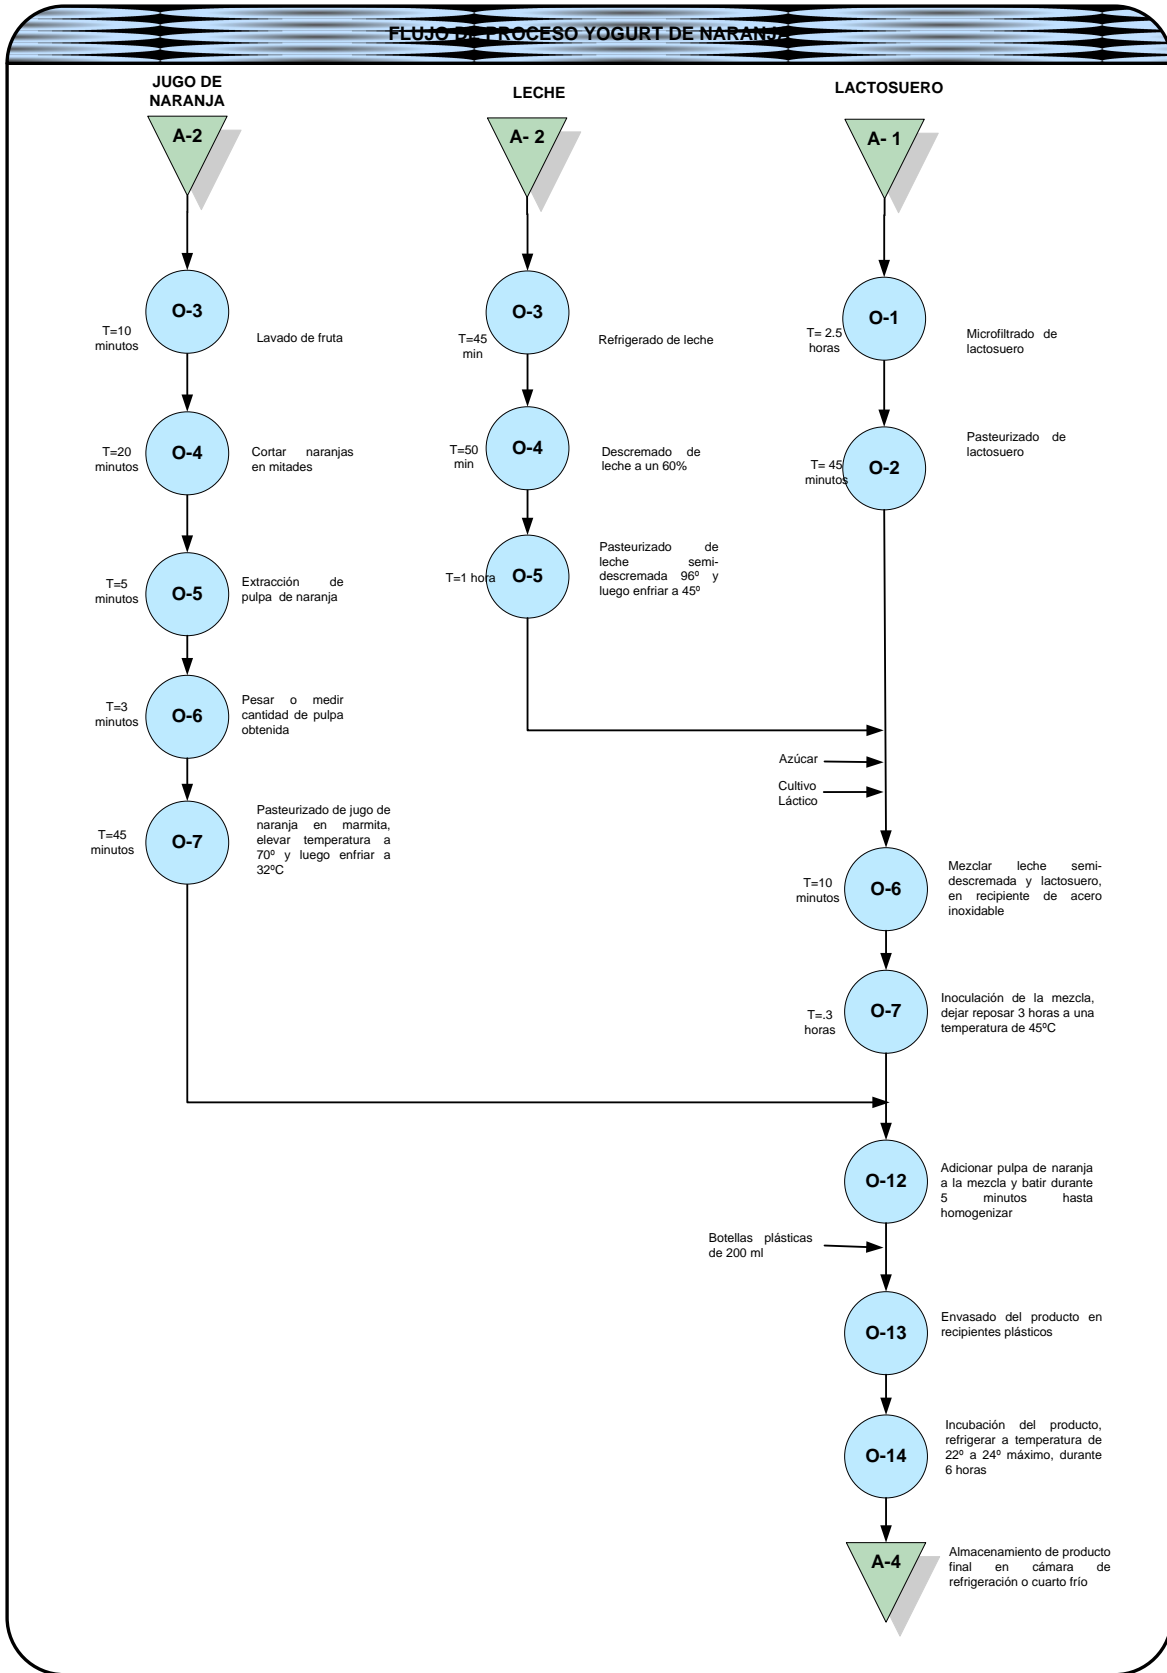 FLUJO DE PROCESO YOGURT DE NARANJA
JUGO DE
NARANJA
A-2
T=10
minutos
O-3
Lavado de fruta
T=20
minutos
O-4
Cortar naranjas
en mitades
T=5
minutos
O-5
Extracción de
pulpa de naranja
T=3
minutos
O-6
Pesar o medir
cantidad de pulpa
obtenida
T=45
minutos
O-7
Pasteurizado de jugo de
naranja en marmita,
elevar temperatura a
70º y luego enfriar a
32ºC
LECHE
A- 2
T=45
min
O-3
Refrigerado de leche
T=50
min
O-4
Descremado de
leche a un 60%
T=1 hora
O-5
Pasteurizado de
leche semi-
descremada 96º y
luego enfriar a 45º
LACTOSUERO
A- 1
T= 2.5
horas
O-1
Microfiltrado de
lactosuero
T= 45
minutos
O-2
Pasteurizado de
lactosuero
Azúcar
Cultivo
Láctico
T=10
minutos
O-6
Mezclar leche semi-
descremada y lactosuero,
en recipiente de acero
inoxidable
T=.3
horas
O-7
Inoculación de la mezcla,
dejar reposar 3 horas a una
temperatura de 45ºC
O-12
Adicionar pulpa de naranja
a la mezcla y batir durante
5 minutos hasta
homogenizar
Botellas plásticas
de 200 ml
O-13
Envasado del producto en
recipientes plásticos
O-14
Incubación del producto,
refrigerar a temperatura de
22º a 24º máximo, durante
6 horas
A-4
Almacenamiento de producto
final en cámara de
refrigeración o cuarto frío